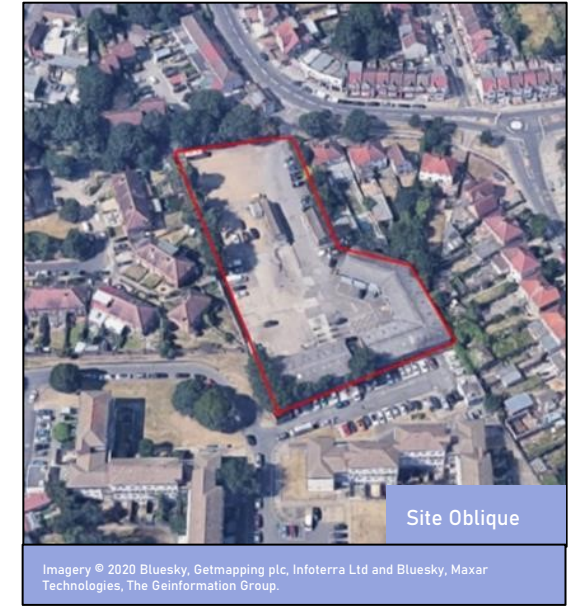 Site Oblique
Imagery © 2020 Bluesky, Getmapping plc, Infoterra Ltd and Bluesky, Maxar
Technologies, The Geinformation Group.